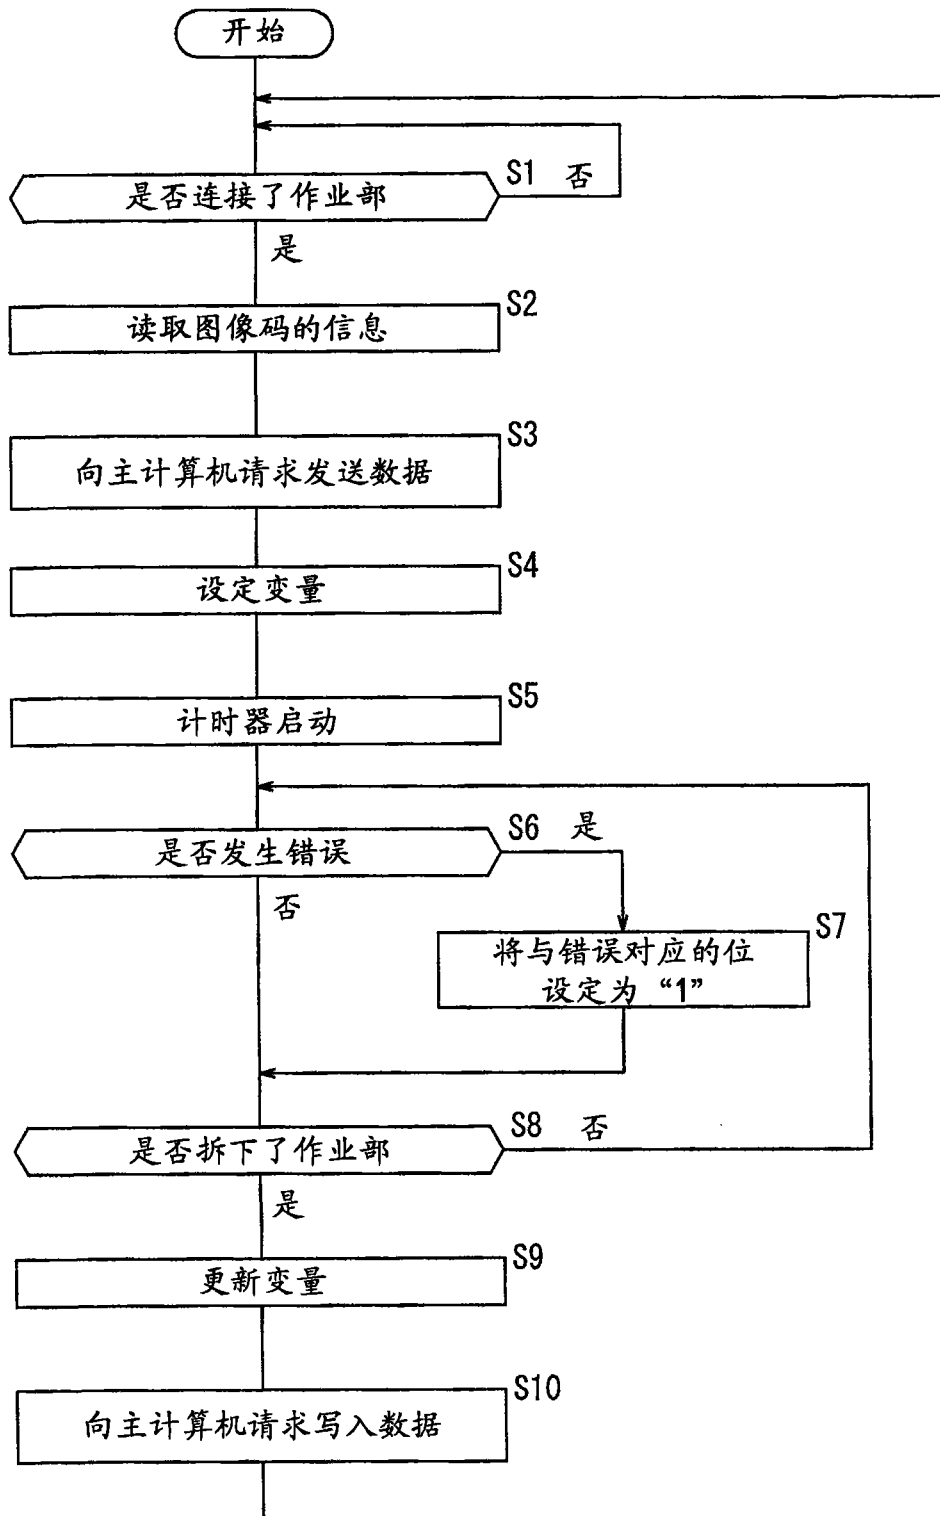 开始
S1 否
是否连接了作业部
是
S2
读取图像码的信息
S3
向主计算机请求发送数据
S4
设定变量
S5
计时器启动
S6 是
是否发生错误
否
S7
将与错误对应的位
设定为 “1”
S8 否
是否拆下了作业部
是
S9
更新变量
S10
向主计算机请求写入数据